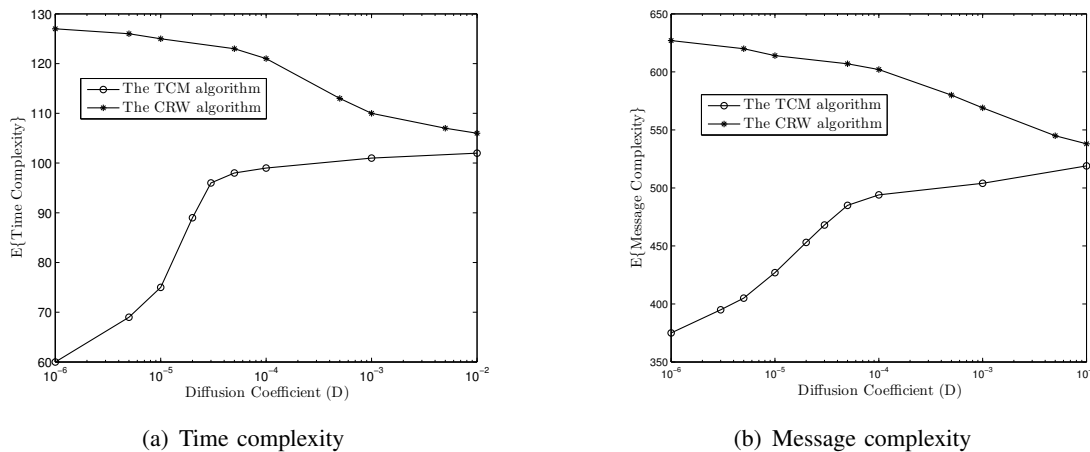 130
120
110
100
90
80
70
60
E{Time Complexity}
The TCM algorithm
The CRW algorithm
10^-6
10^-5
10^-4
10^-3
10^-2
Diffusion Coefficient (D)
(a) Time complexity
650
600
550
500
450
400
350
E{Message Complexity}
The TCM algorithm
The CRW algorithm
10^-6
10^-5
10^-4
10^-3
Diffusion Coefficient (D)
(b) Message complexity